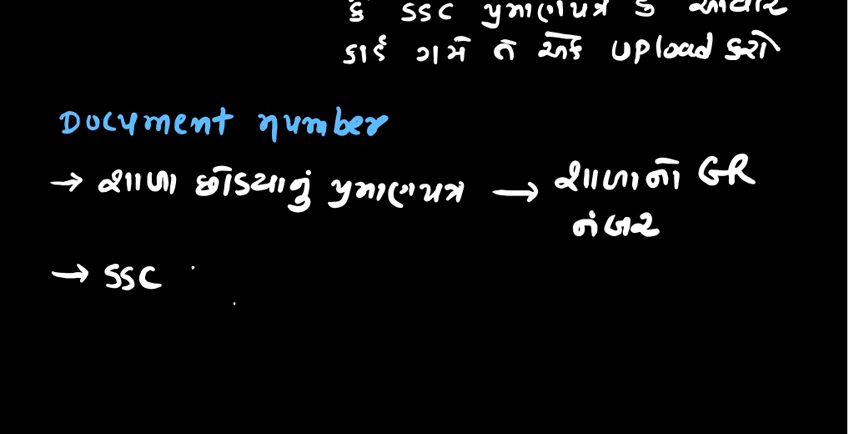 કે SSC પ્રમાણપત્ર કે આધાર
કાર્ડ ગમે તે એક Upload કરો
Document number
→ શાળા છોડયાનું પ્રમાણપત્ર → શાળાનો GR
નંબર
→ SSC